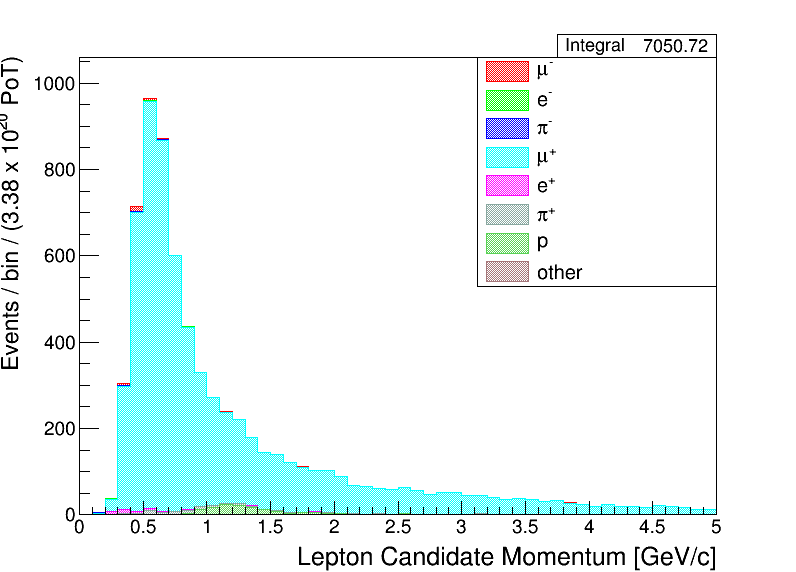 Integral 7050.72
μ⁻
e⁻
π⁻
μ⁺
e⁺
π⁺
p
other
Events / bin / (3.38 x 10²⁰ PoT)
1000
800
600
400
200
0
0 0.5 1 1.5 2 2.5 3 3.5 4 4.5 5
Lepton Candidate Momentum [GeV/c]